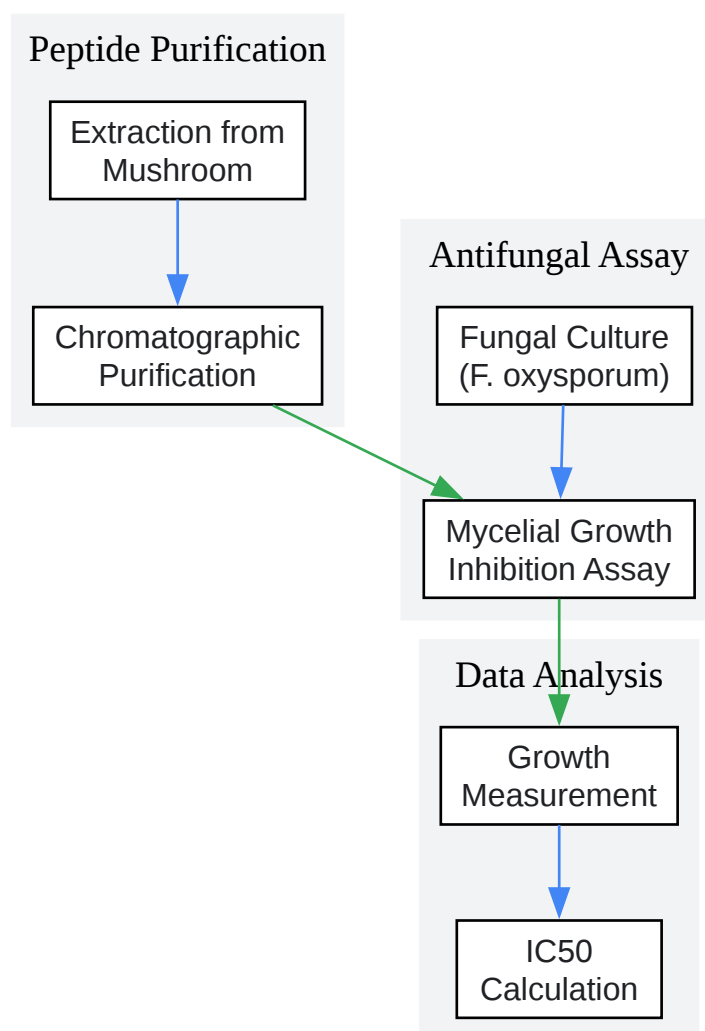 Peptide Purification
Extraction from
Mushroom
Chromatographic
Purification
Antifungal Assay
Fungal Culture
(F. oxysporum)
Mycelial Growth
Inhibition Assay
Data Analysis
Growth
Measurement
IC50
Calculation